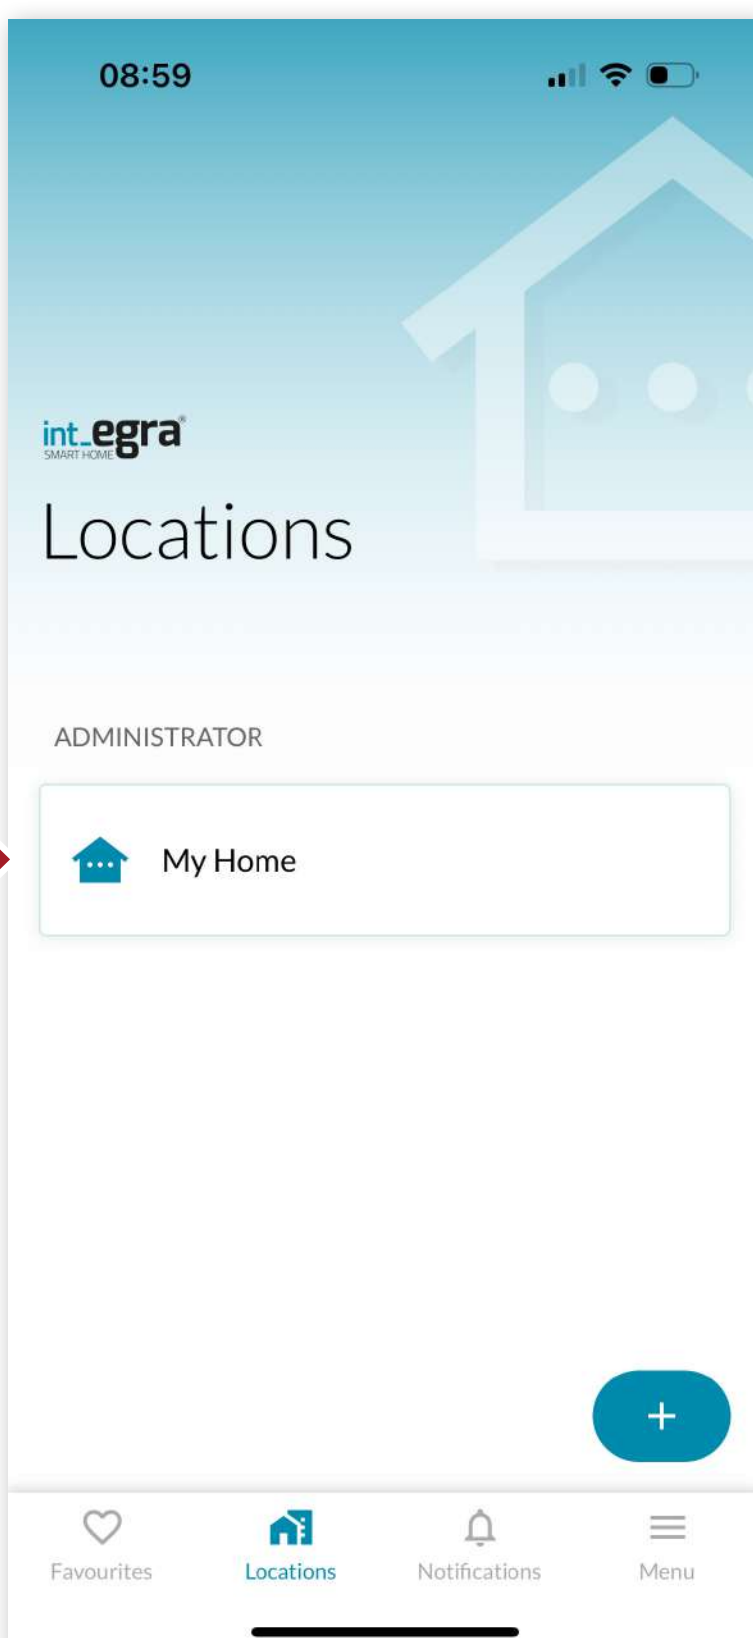 08:59
int_egra®
SMART HOME
Locations
ADMINISTRATOR
My Home
+
Favourites
Locations
Notifications
Menu